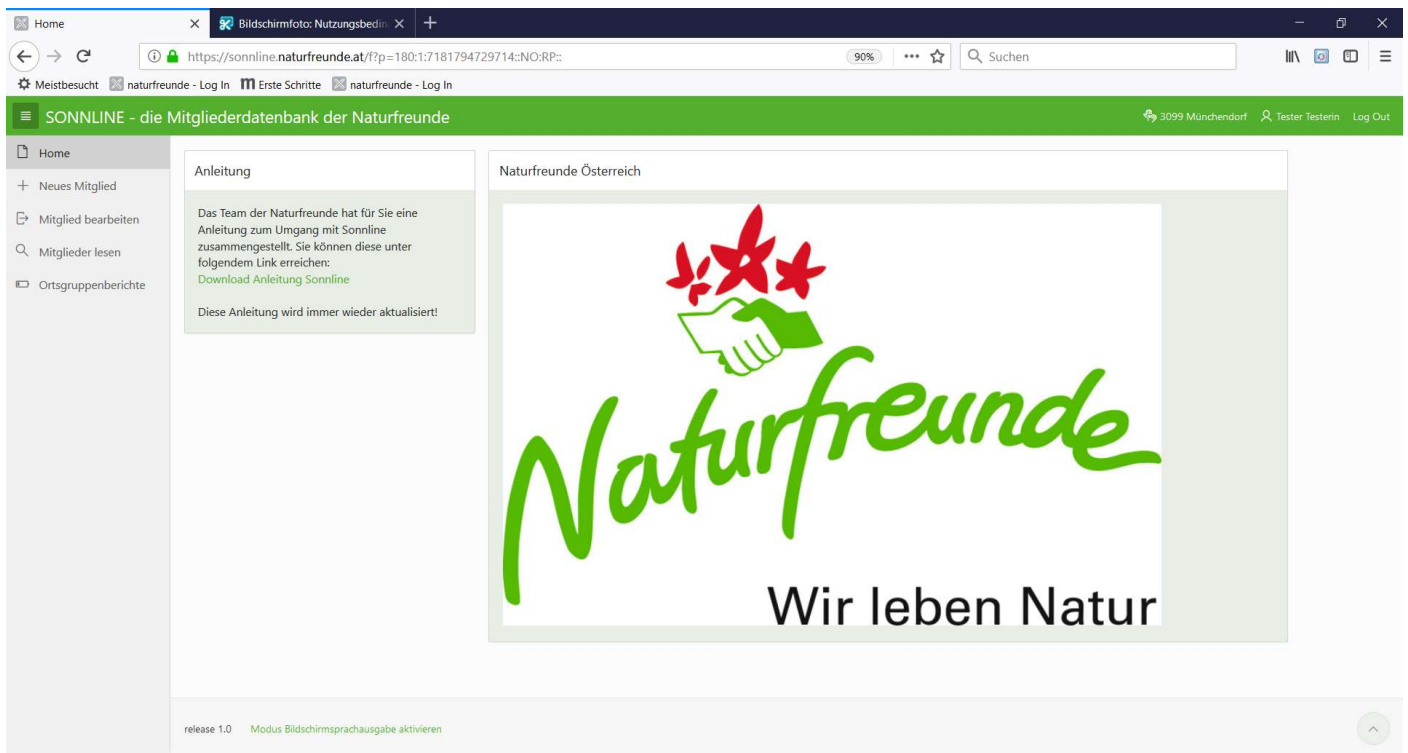 Home
Bildschirmfoto: Nutzungsbedin
https://sonnline.naturfreunde.at/f?p=180:1:7181794729714::NO:RP::
90%
Suchen
Meistbesucht naturfreunde - Log In Erste Schritte naturfreunde - Log In
SONNLINE - die Mitgliederdatenbank der Naturfreunde
3099 Münchendorf Tester Testerin Log Out
Home
Neues Mitglied
Mitglied bearbeiten
Mitglieder lesen
Ortsgruppenberichte
Anleitung
Das Team der Naturfreunde hat für Sie eine
Anleitung zum Umgang mit Sonnline
zusammengestellt. Sie können diese unter
folgendem Link erreichen:
Download Anleitung Sonnline
Diese Anleitung wird immer wieder aktualisiert!
Naturfreunde Österreich
Naturfreunde
Wir leben Natur
release 1.0 Modus Bildschirmsprachausgabe aktivieren